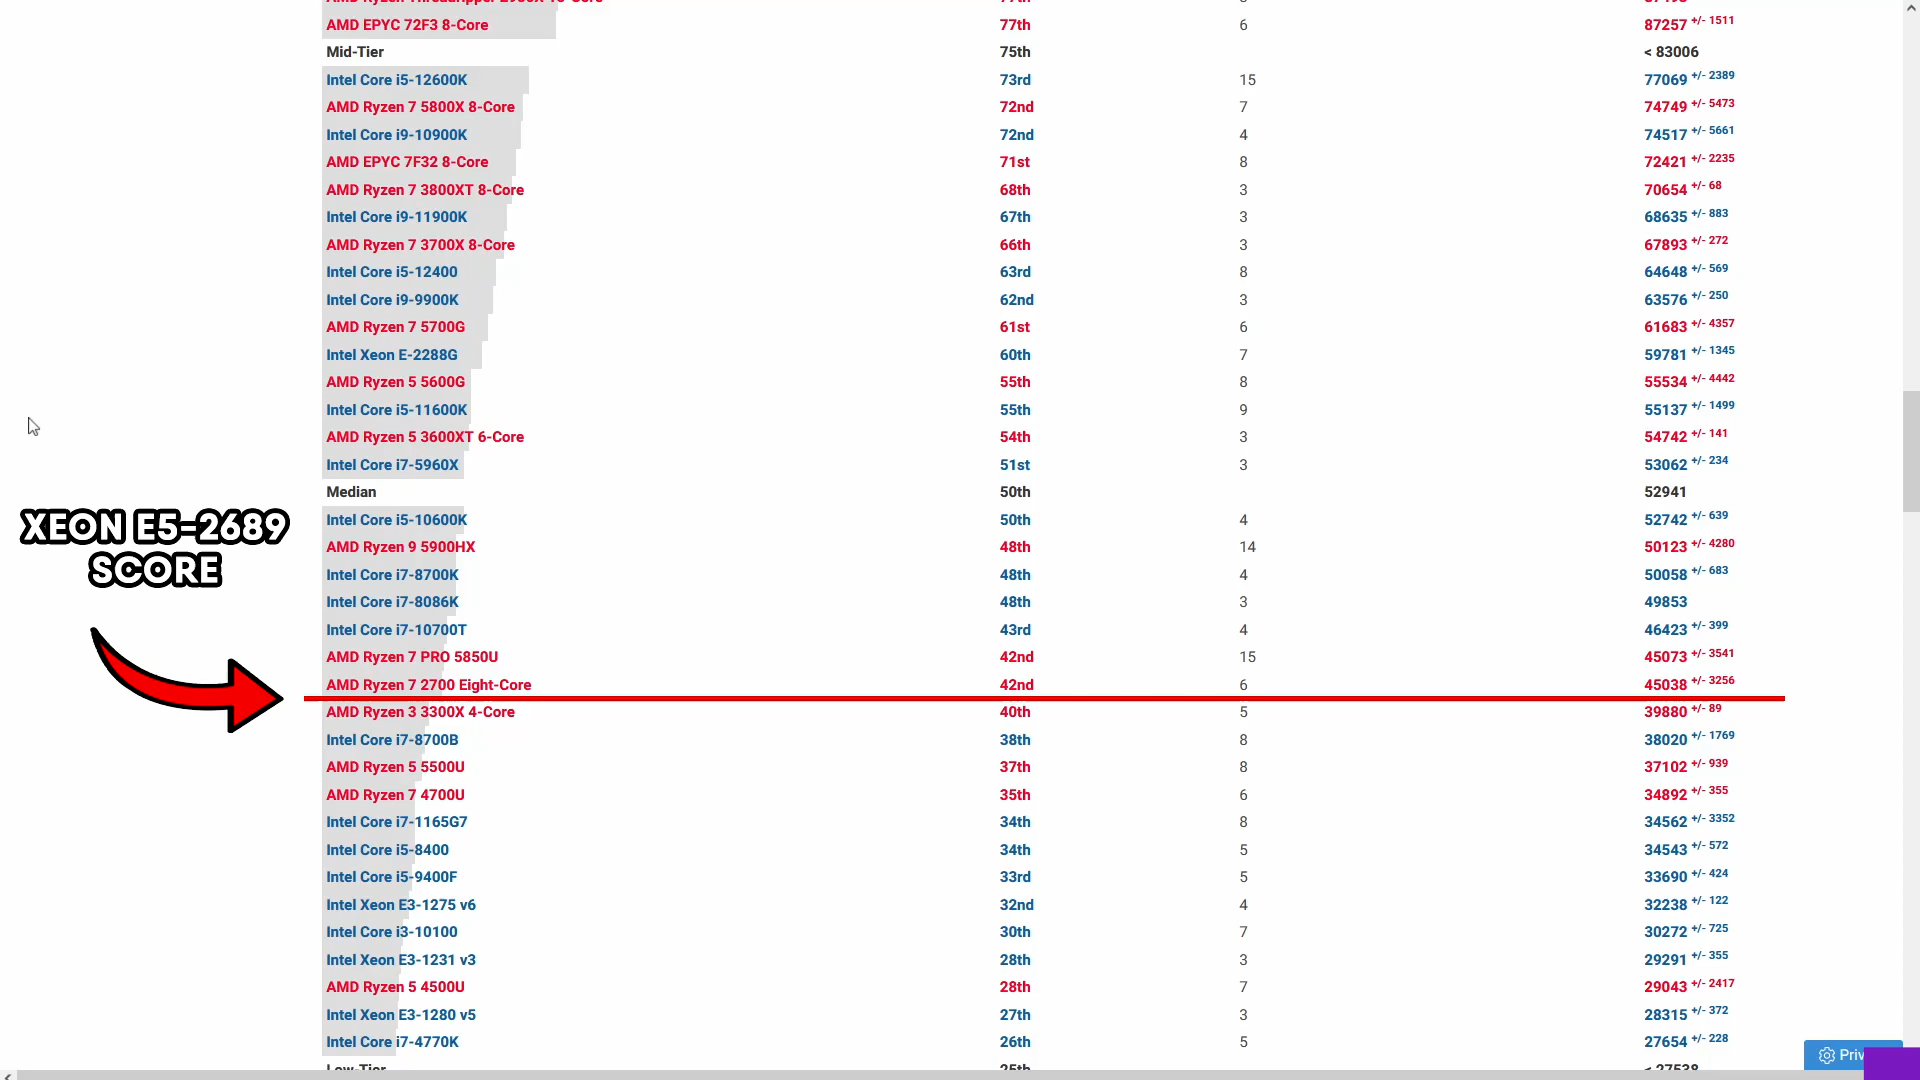 AMD EPYC 72F3 8-Core 77th 6 87257 +/- 1511
Mid-Tier 75th < 83006
Intel Core i5-12600K 73rd 15 77069 +/- 2389
AMD Ryzen 7 5800X 8-Core 72nd 7 74749 +/- 5473
Intel Core i9-10900K 72nd 4 74517 +/- 5661
AMD EPYC 7F32 8-Core 71st 8 72421 +/- 2235
AMD Ryzen 7 3800XT 8-Core 68th 3 70654 +/- 68
Intel Core i9-11900K 67th 3 68635 +/- 883
AMD Ryzen 7 3700X 8-Core 66th 3 67893 +/- 272
Intel Core i5-12400 63rd 8 64648 +/- 569
Intel Core i9-9900K 62nd 3 63576 +/- 250
AMD Ryzen 7 5700G 61st 6 61683 +/- 4357
Intel Xeon E-2288G 60th 7 59781 +/- 1345
AMD Ryzen 5 5600G 55th 8 55534 +/- 4442
Intel Core i5-11600K 55th 9 55137 +/- 1499
AMD Ryzen 5 3600XT 6-Core 54th 3 54742 +/- 141
Intel Core i7-5960X 51st 3 53062 +/- 234
Median 50th 52941
Intel Core i5-10600K 50th 4 52742 +/- 639
XEON E5-2689
SCORE
AMD Ryzen 9 5900HX 48th 14 50123 +/- 4280
Intel Core i7-8700K 48th 4 50058 +/- 683
Intel Core i7-8086K 48th 3 49853
Intel Core i7-10700T 43rd 4 46423 +/- 399
AMD Ryzen 7 PRO 5850U 42nd 15 45073 +/- 3541
AMD Ryzen 7 2700 Eight-Core 42nd 6 45038 +/- 3256
AMD Ryzen 3 3300X 4-Core 40th 5 39880 +/- 89
Intel Core i7-8700B 38th 8 38020 +/- 1769
AMD Ryzen 5 5500U 37th 8 37102 +/- 939
AMD Ryzen 7 4700U 35th 6 34892 +/- 355
Intel Core i7-1165G7 34th 8 34562 +/- 3352
Intel Core i5-8400 34th 5 34543 +/- 572
Intel Core i5-9400F 33rd 5 33690 +/- 424
Intel Xeon E3-1275 v6 32nd 4 32238 +/- 122
Intel Core i3-10100 30th 7 30272 +/- 725
Intel Xeon E3-1231 v3 28th 3 29291 +/- 355
AMD Ryzen 5 4500U 28th 7 29043 +/- 2417
Intel Xeon E3-1280 v5 27th 3 28315 +/- 372
Intel Core i7-4770K 26th 5 27654 +/- 228
Low-Tier 25th < 27538
Priv